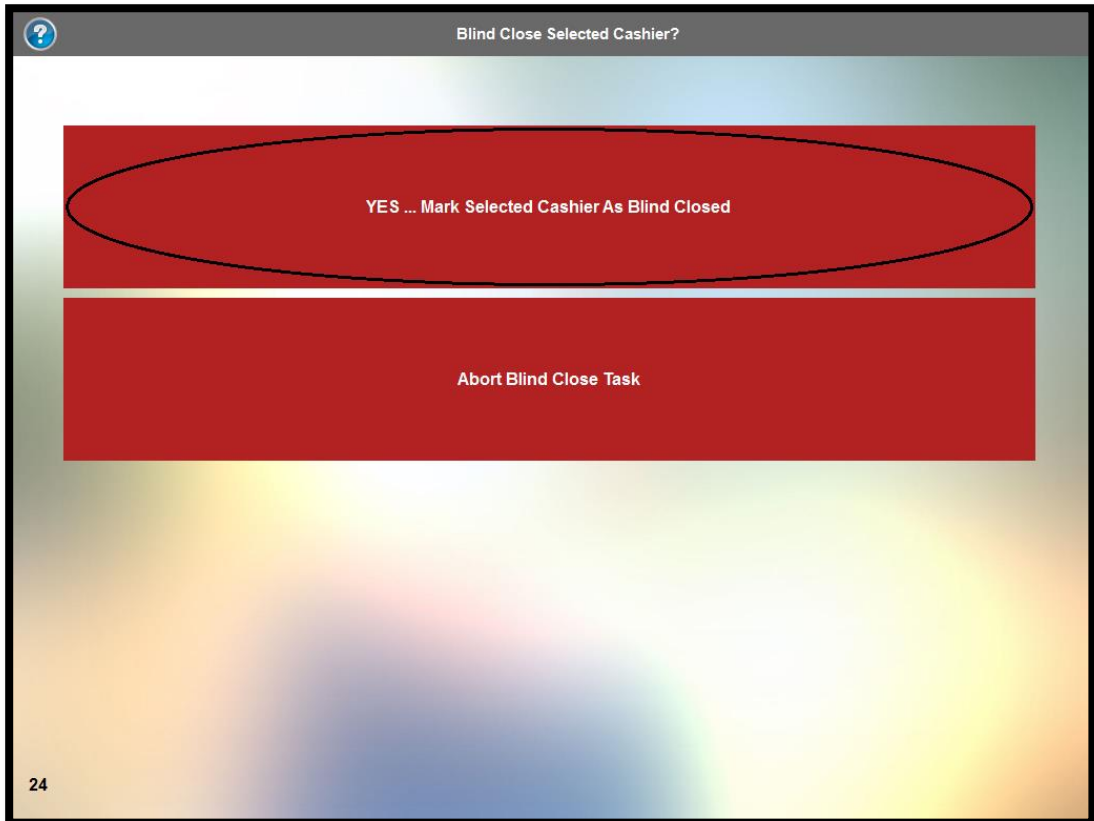 ?
Blind Close Selected Cashier?
YES ... Mark Selected Cashier As Blind Closed
Abort Blind Close Task
24